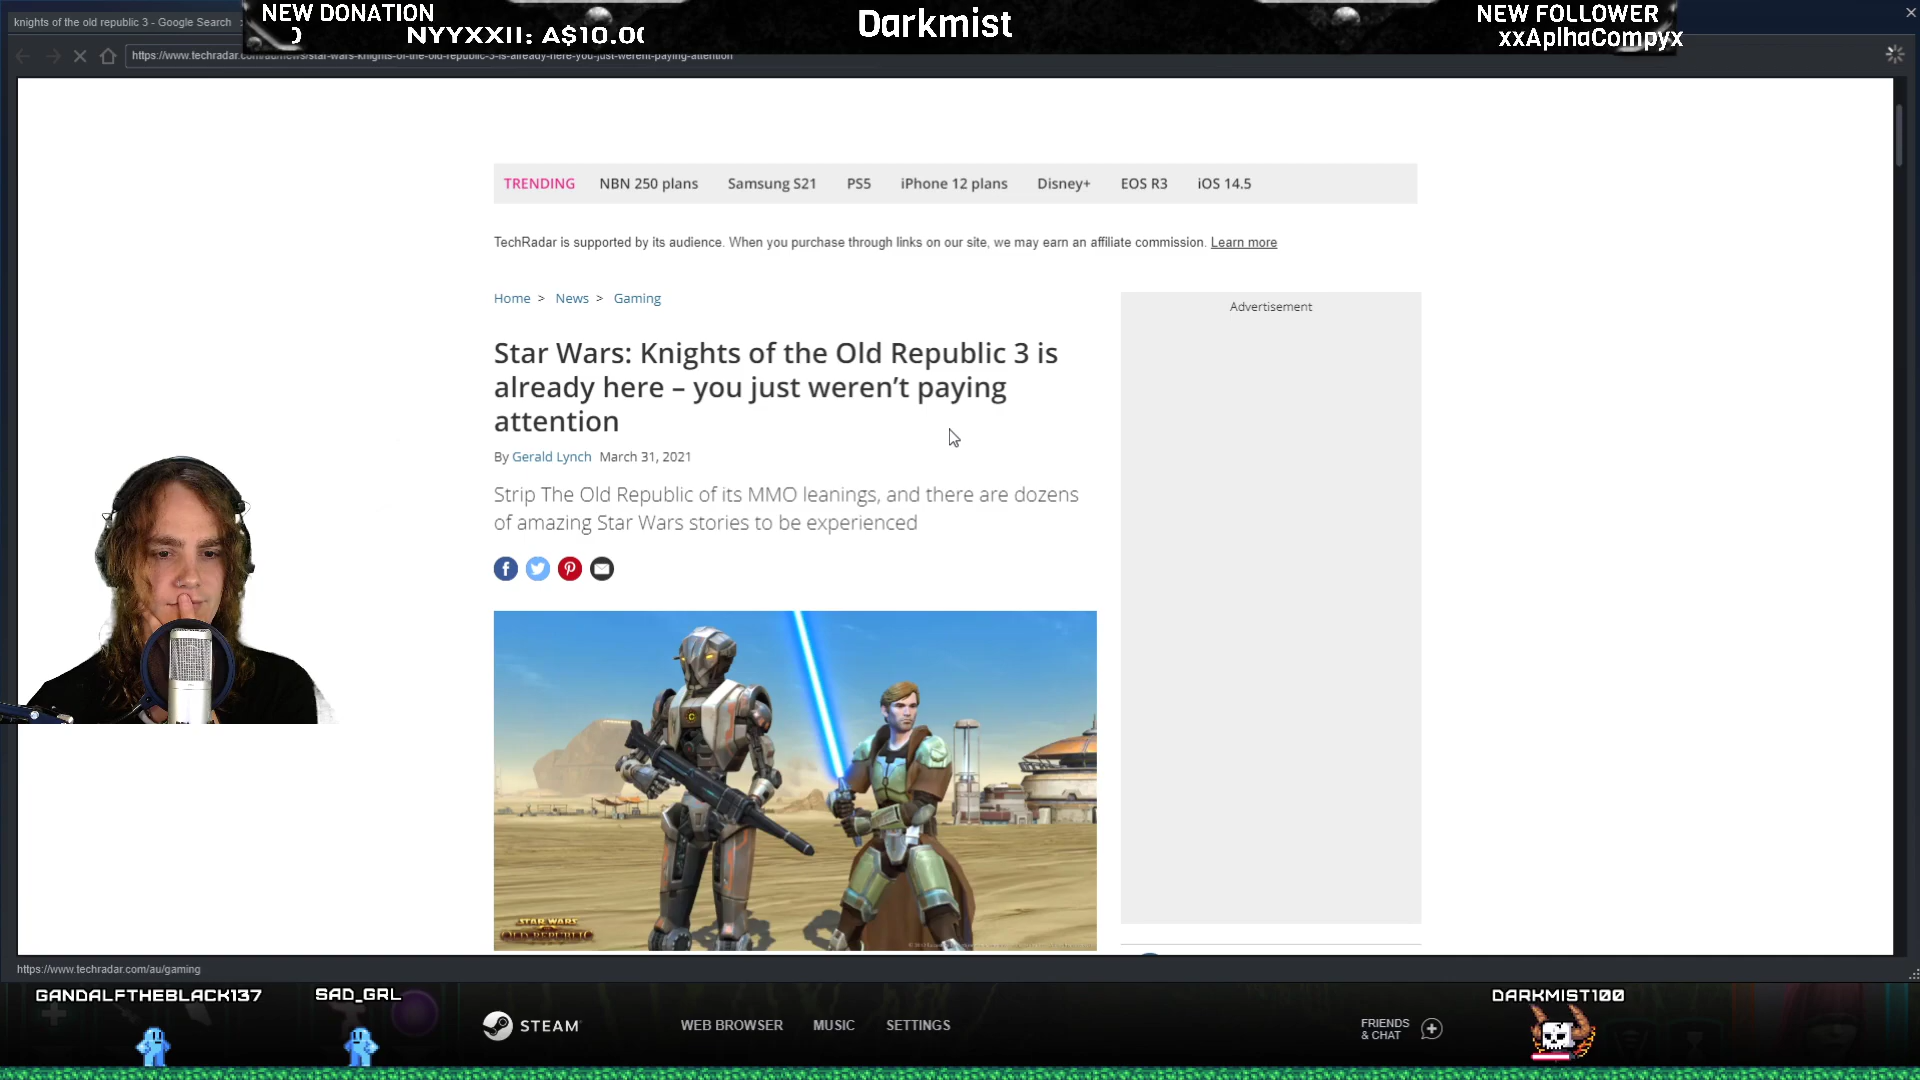 NEW DONATION
NYYXXII: A$10.00
Darkmist
NEW FOLLOWER
xxAplhaCompyx
knights of the old republic 3 - Google Search
https://www.techradar.com/au/news/star-wars-knights-of-the-old-republic-3-is-already-here-you-just-werent-paying-attention
TRENDING NBN 250 plans Samsung S21 PS5 iPhone 12 plans Disney+ EOS R3 iOS 14.5
TechRadar is supported by its audience. When you purchase through links on our site, we may earn an affiliate commission. Learn more
Home > News > Gaming
Advertisement
Star Wars: Knights of the Old Republic 3 is
already here – you just weren't paying
attention
By Gerald Lynch March 31, 2021
Strip The Old Republic of its MMO leanings, and there are dozens
of amazing Star Wars stories to be experienced
STAR WARS
THE OLD REPUBLIC
https://www.techradar.com/au/gaming
GANDALFTHEBLACK137
SAD_GRL
DARKMIST100
STEAM
WEB BROWSER MUSIC SETTINGS
FRIENDS
& CHAT